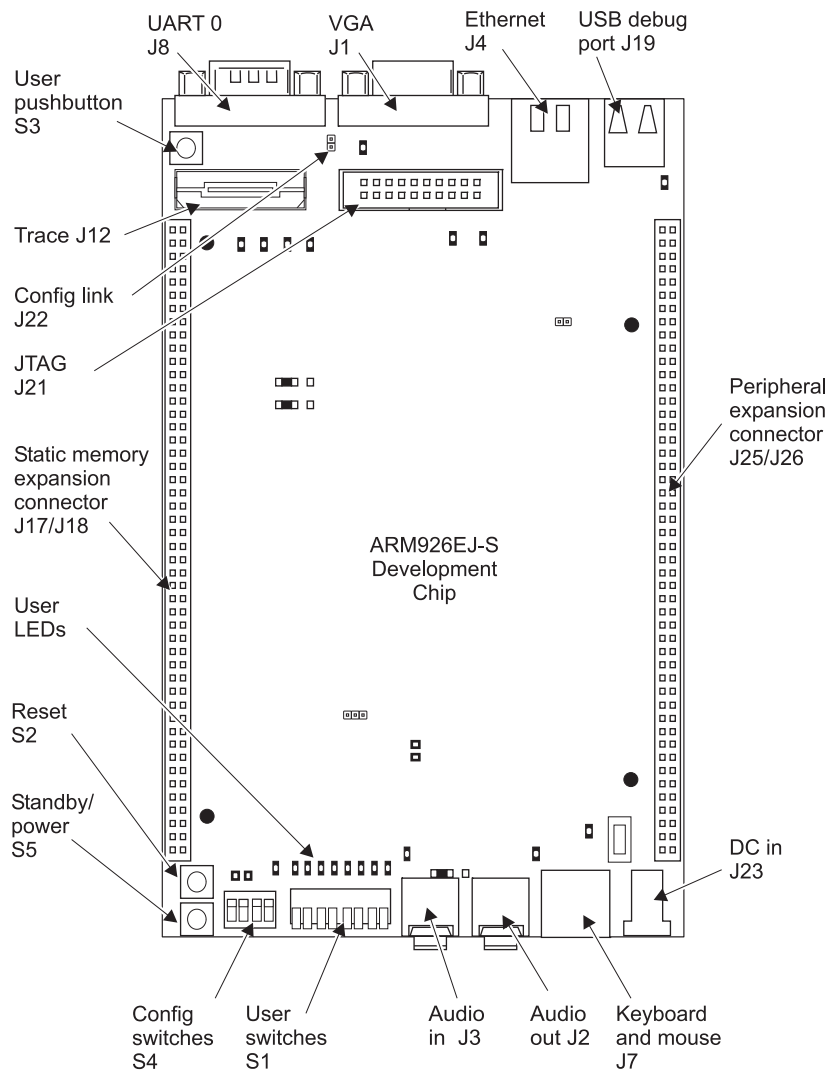 UART 0
J8
VGA
J1
Ethernet
J4
USB debug
port J19
User
pushbutton
S3
Trace J12
Config link
J22
JTAG
J21
Peripheral
expansion
connector
J25/J26
Static memory
expansion
connector
J17/J18
ARM926EJ-S
Development
Chip
User
LEDs
Reset
S2
Standby/
power
S5
DC in
J23
Config
switches
S4
User
switches
S1
Audio
in J3
Audio
out J2
Keyboard
and mouse
J7